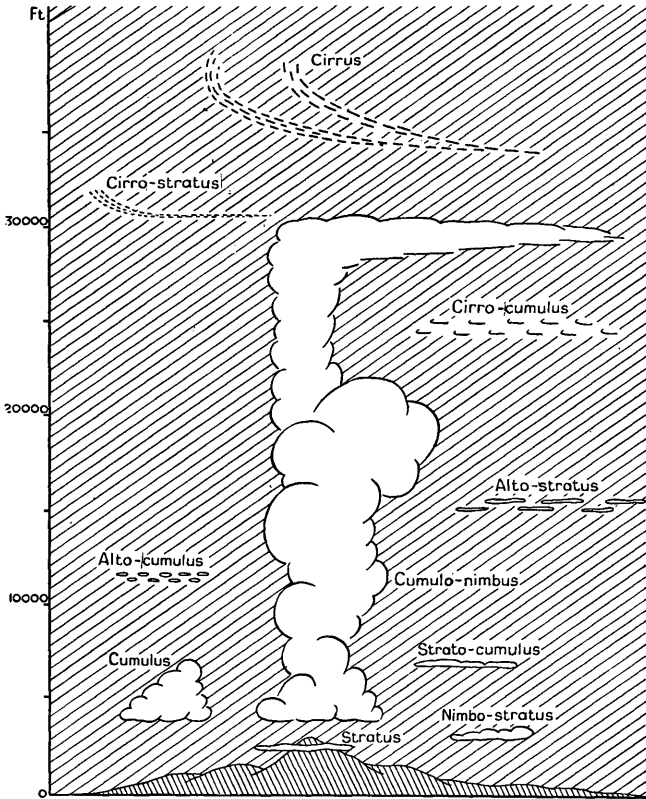 Ft
Cirrus
Cirro-stratus
30000
Cirro-cumulus
20000
Alto-stratus
Alto-cumulus
Cumulo-nimbus
10000
Strato-cumulus
Cumulus
Nimbo-stratus
Stratus
0